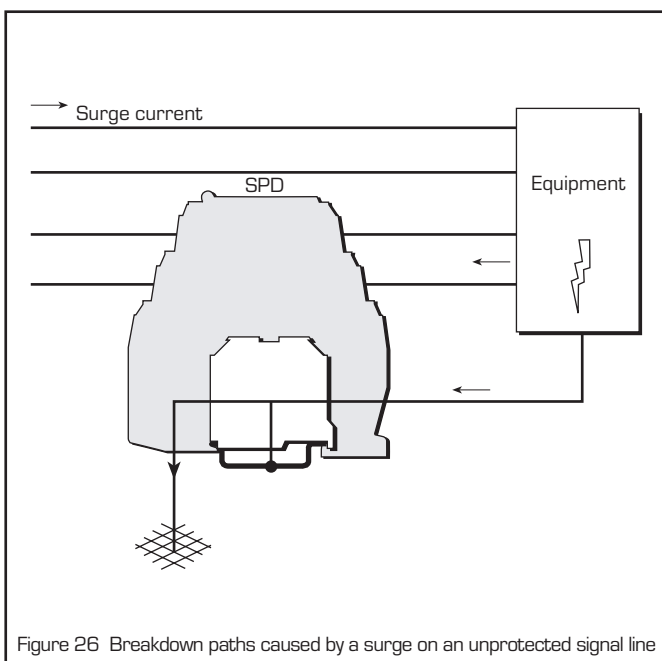 Surge current
SPD
Equipment
Figure 26 Breakdown paths caused by a surge on an unprotected signal line